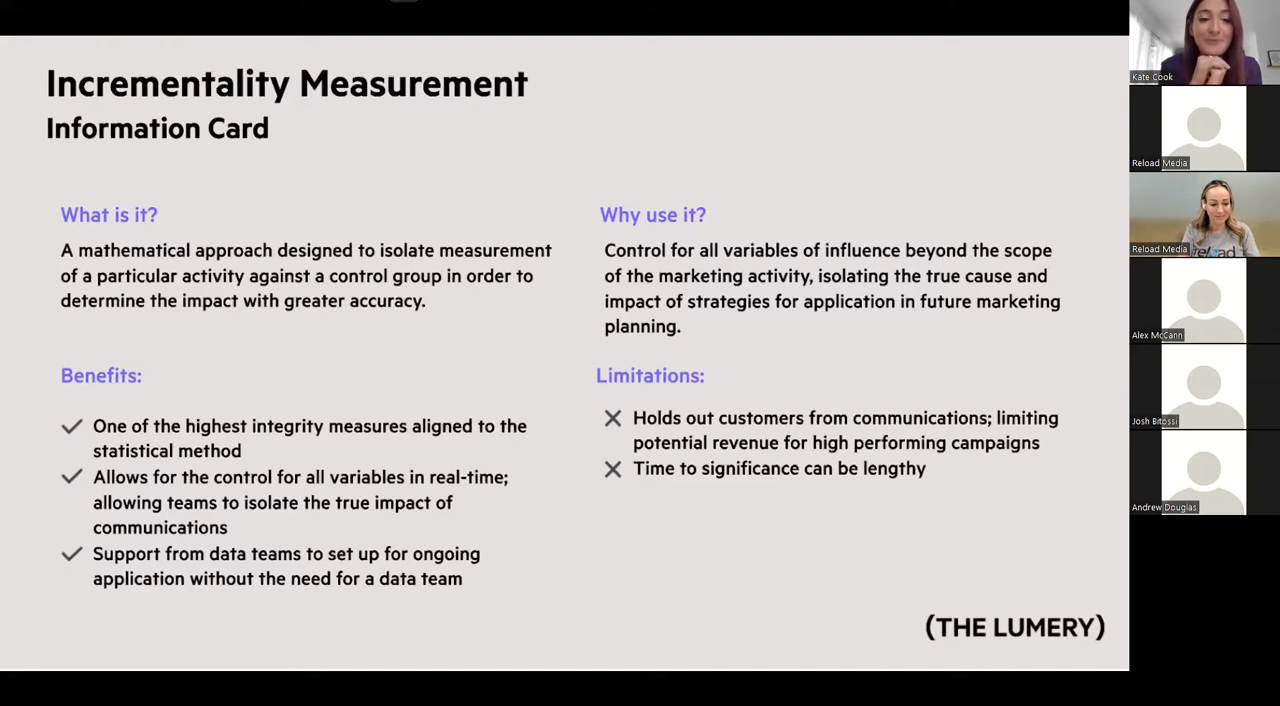 Incrementality Measurement
Information Card
What is it?
A mathematical approach designed to isolate measurement
of a particular activity against a control group in order to
determine the impact with greater accuracy.
Why use it?
Control for all variables of influence beyond the scope
of the marketing activity, isolating the true cause and
impact of strategies for application in future marketing
planning.
Benefits:
One of the highest integrity measures aligned to the
statistical method
Allows for the control for all variables in real-time;
allowing teams to isolate the true impact of
communications
Support from data teams to set up for ongoing
application without the need for a data team
Limitations:
Holds out customers from communications; limiting
potential revenue for high performing campaigns
Time to significance can be lengthy
(THE LUMERY)
Kate Cook
Reload Media
Reload Media
Alex McCann
Josh Bitossi
Andrew Douglas